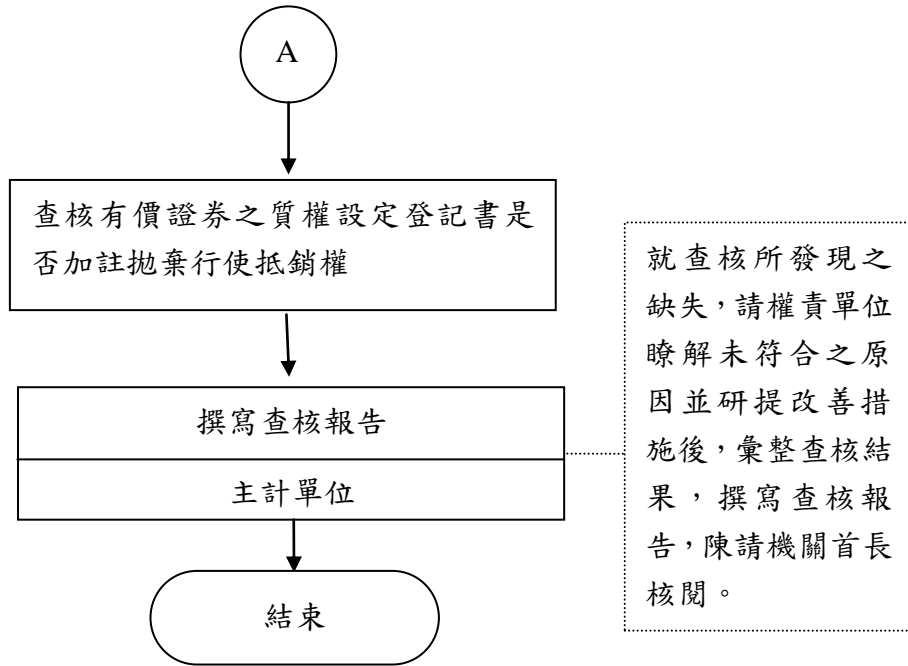 A
查核有價證券之質權設定登記書是
否加註拋棄行使抵銷權
撰寫查核報告
主計單位
結束
就查核所發現之
缺失，請權責單位
瞭解未符合之原
因並研提改善措
施後，彙整查核結
果，撰寫查核報
告，陳請機關首長
核閱。